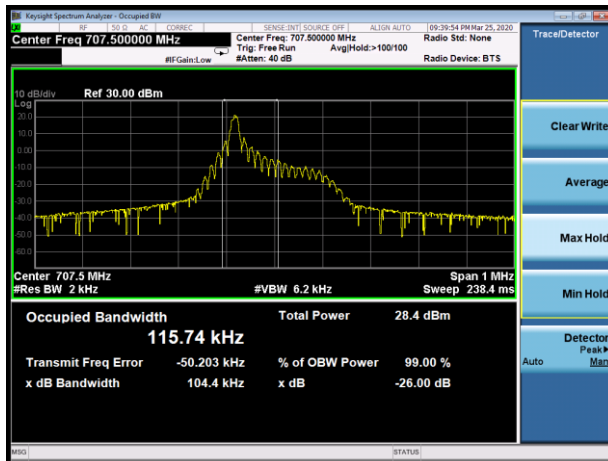 Keysight Spectrum Analyzer - Occupied BW
RF 50 Ω AC CORREC SENSE:INT SOURCE OFF ALIGN AUTO 09:39:54 PM Mar 25, 2020
Center Freq 707.500000 MHz
Center Freq: 707.500000 MHz Radio Std: None
Trig: Free Run Avg|Hold:>100/100
#IFGain:Low #Atten: 40 dB Radio Device: BTS
Trace/Detector
10 dB/div Ref 30.00 dBm
Log
20.0
10.0
0.00
-10.0
-20.0
-30.0
-40.0
-50.0
-60.0
Center 707.5 MHz Span 1 MHz
#Res BW 2 kHz #VBW 6.2 kHz Sweep 238.4 ms
Occupied Bandwidth Total Power 28.4 dBm
115.74 kHz
Transmit Freq Error -50.203 kHz % of OBW Power 99.00 %
x dB Bandwidth 104.4 kHz x dB -26.00 dB
Clear Write
Average
Max Hold
Min Hold
Detector
Peak▶
Auto Man
MSG STATUS